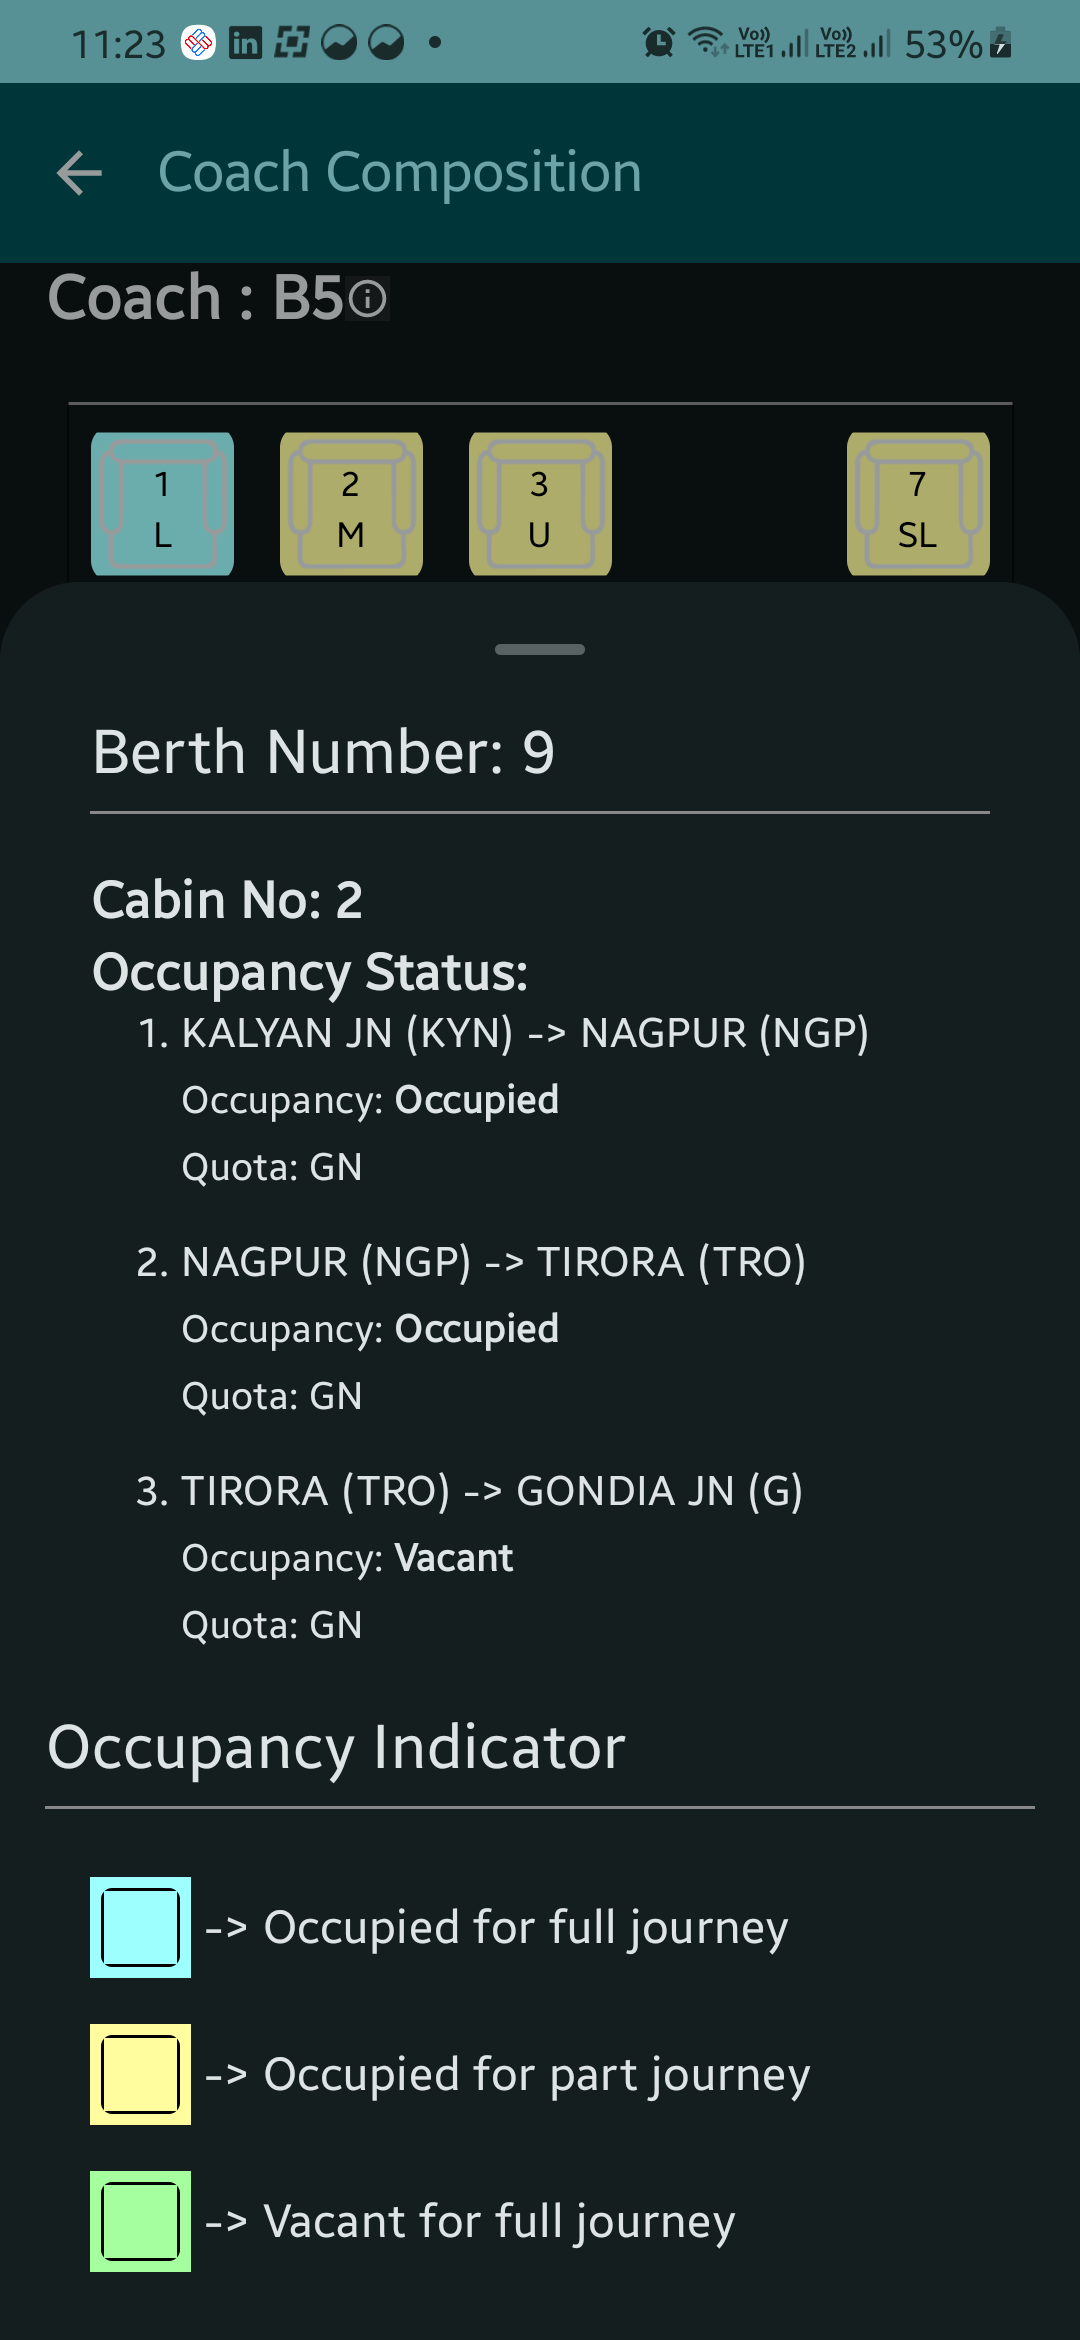 11:23 in Vo)) LTE1 Vo)) LTE2 53%
Coach Composition
Coach : B5
1 2 3 7
L M U SL
Berth Number: 9
Cabin No: 2
Occupancy Status:
1. KALYAN JN (KYN) -> NAGPUR (NGP)
Occupancy: Occupied
Quota: GN
2. NAGPUR (NGP) -> TIRORA (TRO)
Occupancy: Occupied
Quota: GN
3. TIRORA (TRO) -> GONDIA JN (G)
Occupancy: Vacant
Quota: GN
Occupancy Indicator
-> Occupied for full journey
-> Occupied for part journey
-> Vacant for full journey